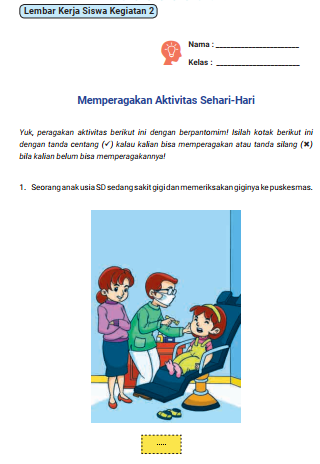 Lembar Kerja Siswa Kegiatan 2
Nama : ______________________
Kelas : ______________________
Memperagakan Aktivitas Sehari-Hari
Yuk, peragakan aktivitas berikut ini dengan berpantomim! Isilah kotak berikut ini
dengan tanda centang (✓) kalau kalian bisa memperagakan atau tanda silang (✖)
bila kalian belum bisa memperagakannya!
1. Seorang anak usia SD sedang sakit gigi dan memeriksakan giginya ke puskesmas.
.....